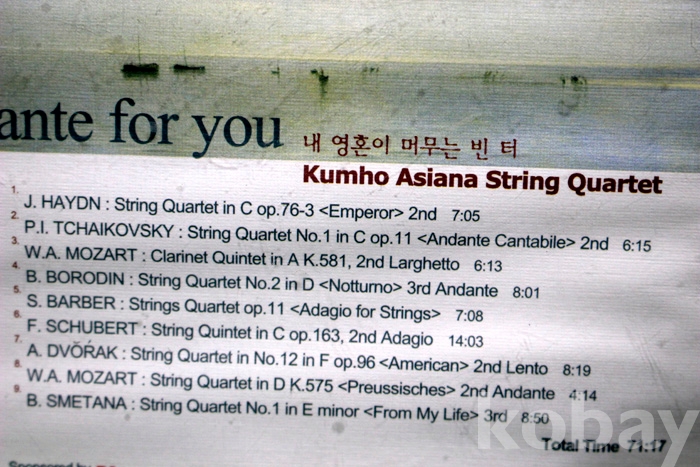 ante for you
내 영혼이 머무는 빈 터
Kumho Asiana String Quartet
1. J. HAYDN : String Quartet in C op.76-3 <Emperor> 2nd 7:05
2. P.I. TCHAIKOVSKY : String Quartet No.1 in C op.11 <Andante Cantabile> 2nd 6:15
3. W.A. MOZART : Clarinet Quintet in A K.581, 2nd Larghetto 6:13
4. B. BORODIN : String Quartet No.2 in D <Notturno> 3rd Andante 8:01
5. S. BARBER : Strings Quartet op.11 <Adagio for Strings> 7:08
6. F. SCHUBERT : String Quintet in C op.163, 2nd Adagio 14:03
7. A. DVŎŘAK : String Quartet in No.12 in F op.96 <American> 2nd Lento 8:19
8. W.A. MOZART : String Quartet in D K.575 <Preussisches> 2nd Andante 4:14
9. B. SMETANA : String Quartet No.1 in E minor <From My Life> 3rd 8:50
kobay
Total Time 71:17
Sponsored by